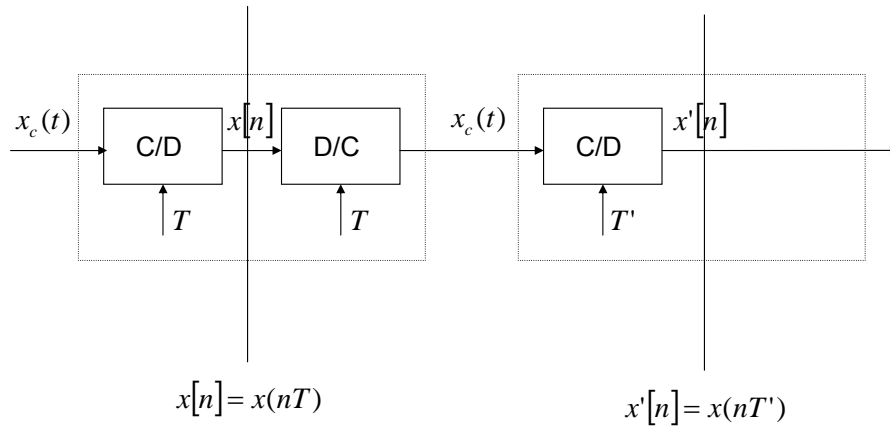 x_c(t) x[n] x_c(t) x'[n]
C/D D/C C/D
T T T'
x[n] = x(nT) x'[n] = x(nT')